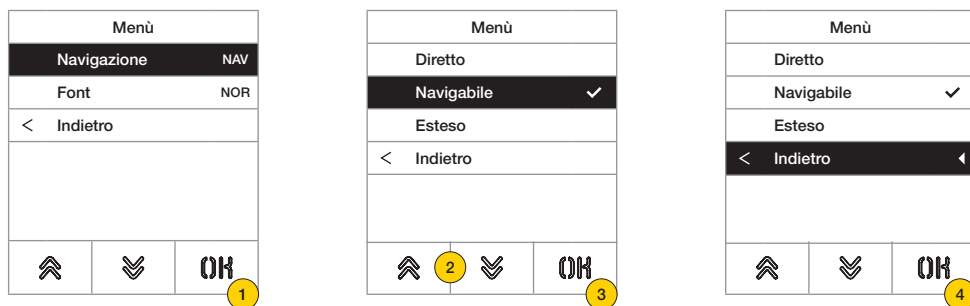 Menù
Navigazione NAV
Font NOR
< Indietro
OK
1
Menù
Diretto
Navigabile ✓
Esteso
< Indietro
2
OK
3
Menù
Diretto
Navigabile ✓
Esteso
< Indietro
OK
4